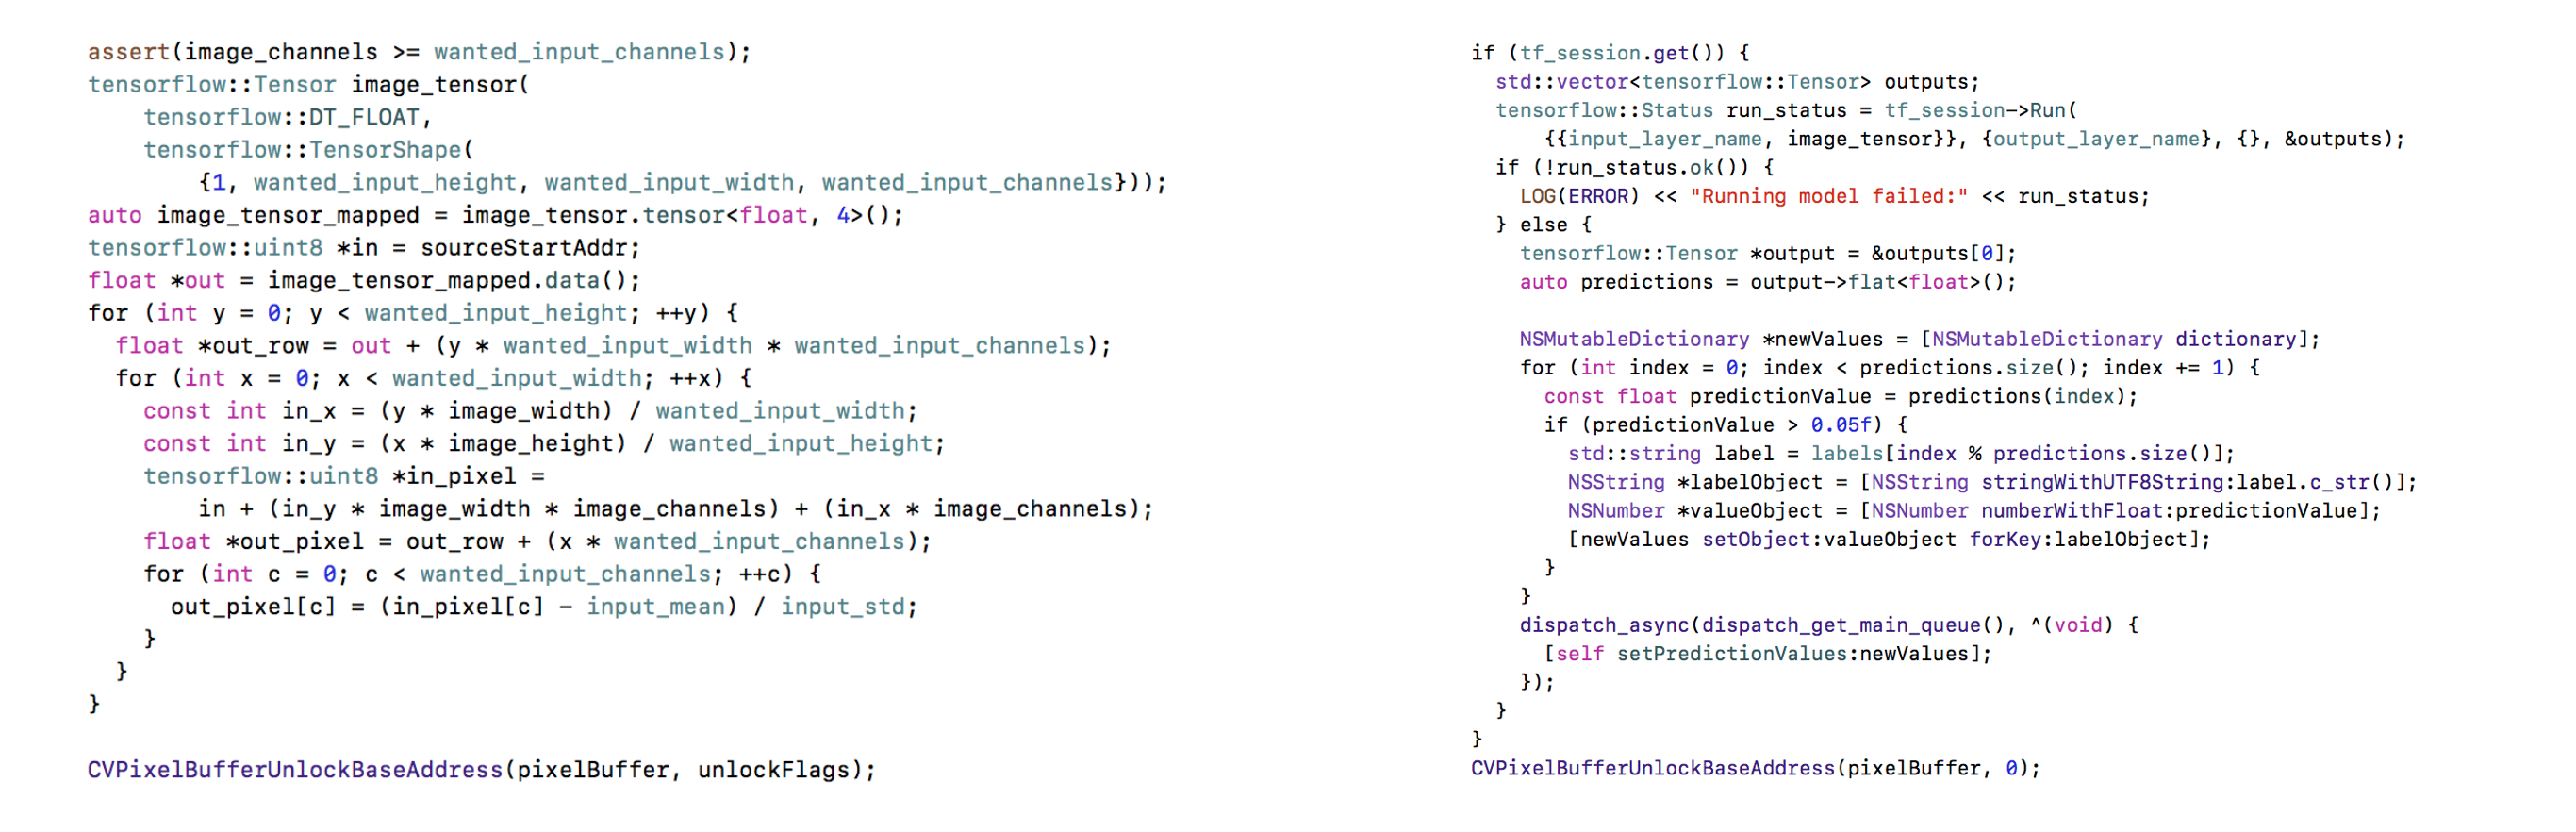 assert(image_channels >= wanted_input_channels);
tensorflow::Tensor image_tensor(
    tensorflow::DT_FLOAT,
    tensorflow::TensorShape(
        {1, wanted_input_height, wanted_input_width, wanted_input_channels}));
auto image_tensor_mapped = image_tensor.tensor<float, 4>();
tensorflow::uint8 *in = sourceStartAddr;
float *out = image_tensor_mapped.data();
for (int y = 0; y < wanted_input_height; ++y) {
  float *out_row = out + (y * wanted_input_width * wanted_input_channels);
  for (int x = 0; x < wanted_input_width; ++x) {
    const int in_x = (y * image_width) / wanted_input_width;
    const int in_y = (x * image_height) / wanted_input_height;
    tensorflow::uint8 *in_pixel =
        in + (in_y * image_width * image_channels) + (in_x * image_channels);
    float *out_pixel = out_row + (x * wanted_input_channels);
    for (int c = 0; c < wanted_input_channels; ++c) {
      out_pixel[c] = (in_pixel[c] - input_mean) / input_std;
    }
  }
}
CVPixelBufferUnlockBaseAddress(pixelBuffer, unlockFlags);
if (tf_session.get()) {
  std::vector<tensorflow::Tensor> outputs;
  tensorflow::Status run_status = tf_session->Run(
      {{input_layer_name, image_tensor}}, {output_layer_name}, {}, &outputs);
  if (!run_status.ok()) {
    LOG(ERROR) << "Running model failed:" << run_status;
  } else {
    tensorflow::Tensor *output = &outputs[0];
    auto predictions = output->flat<float>();
    NSMutableDictionary *newValues = [NSMutableDictionary dictionary];
    for (int index = 0; index < predictions.size(); index += 1) {
      const float predictionValue = predictions(index);
      if (predictionValue > 0.05f) {
        std::string label = labels[index % predictions.size()];
        NSString *labelObject = [NSString stringWithUTF8String:label.c_str()];
        NSNumber *valueObject = [NSNumber numberWithFloat:predictionValue];
        [newValues setObject:valueObject forKey:labelObject];
      }
    }
    dispatch_async(dispatch_get_main_queue(), ^(void) {
      [self setPredictionValues:newValues];
    });
  }
}
CVPixelBufferUnlockBaseAddress(pixelBuffer, 0);